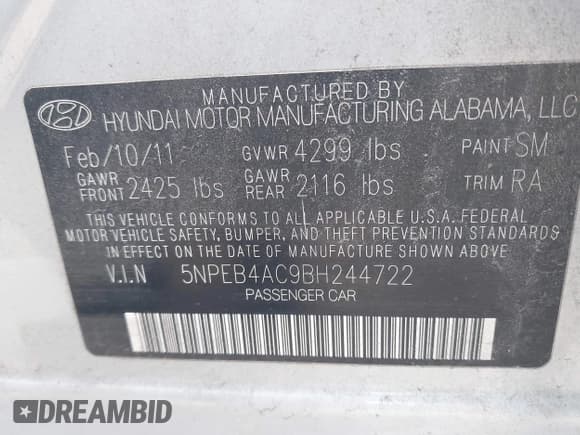 MANUFACTURED BY
HYUNDAI MOTOR MANUFACTURING ALABAMA, LLC
Feb/10/11 GVWR 4299 lbs PAINT SM
GAWR FRONT 2425 lbs GAWR REAR 2116 lbs TRIM RA
THIS VEHICLE CONFORMS TO ALL APPLICABLE U.S.A. FEDERAL
MOTOR VEHICLE SAFETY, BUMPER, AND THEFT PREVENTION STANDARDS
IN EFFECT ON THE DATE OF MANUFACTURE SHOWN ABOVE
V.I.N 5NPEB4AC9BH244722
PASSENGER CAR
DREAMBID